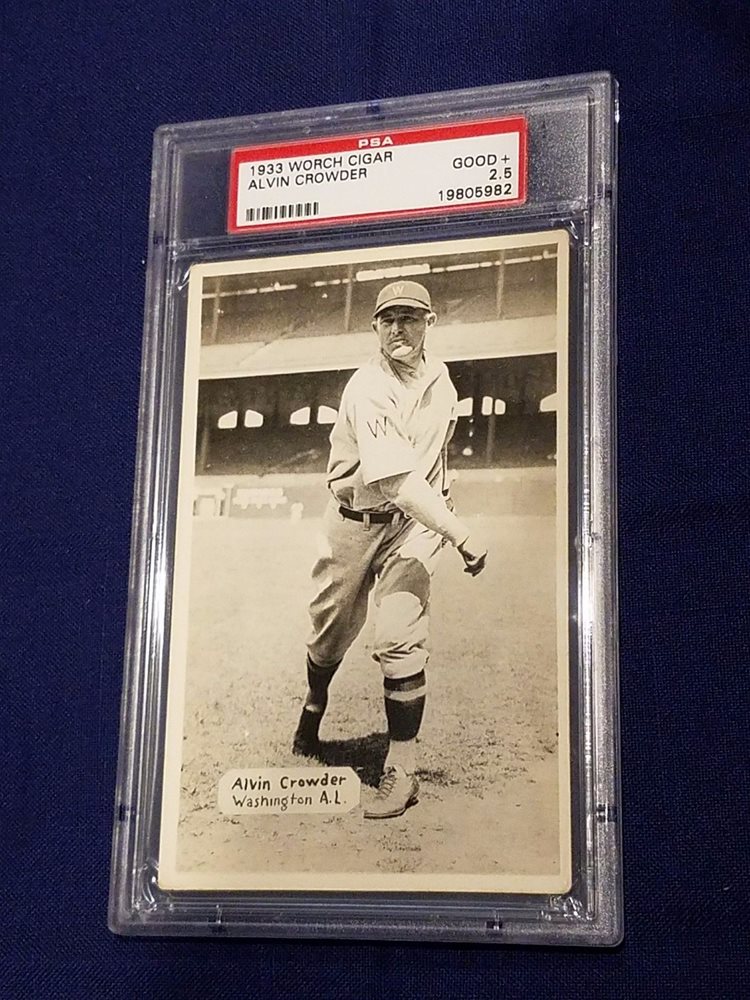 PSA
1933 WORCH CIGAR GOOD +
ALVIN CROWDER 2.5
19805982
W
W
Alvin Crowder
Washington A.L.